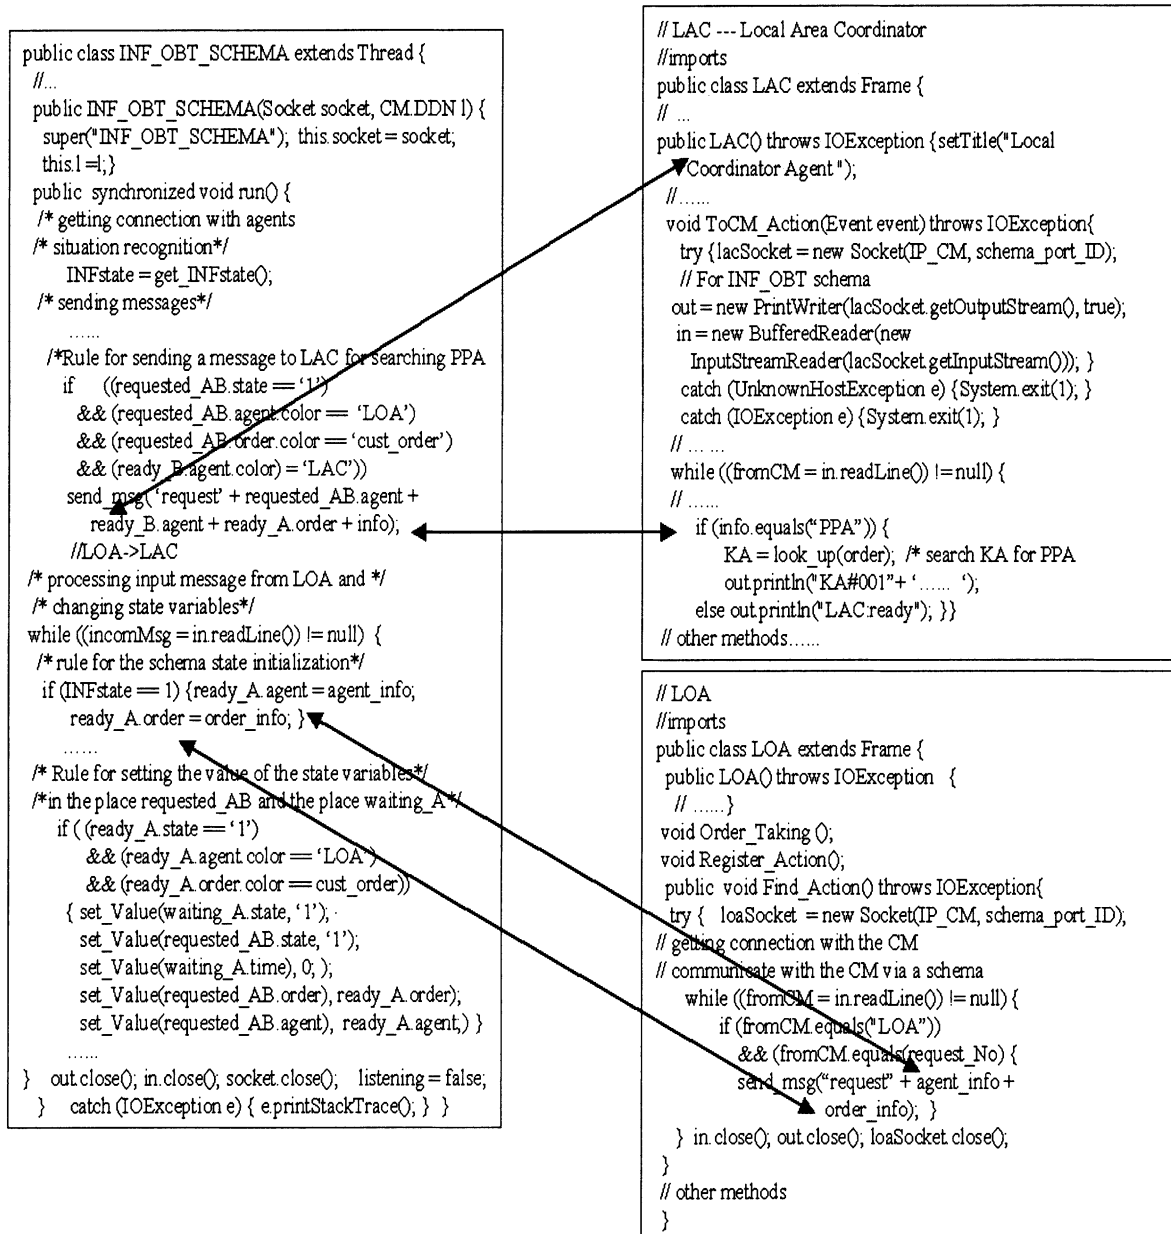 public class INF_OBT_SCHEMA extends Thread {
//...
public INF_OBT_SCHEMA(Socket socket, CM.DDN l) {
super("INF_OBT_SCHEMA"); this.socket = socket;
this.l =l;}
public synchronized void run() {
/* getting connection with agents
/* situation recognition*/
INFstate = get_INFstate();
/* sending messages*/
......
/*Rule for sending a message to LAC for searching PPA
if ((requested_AB.state == ‘1’)
&& (requested_AB.agent.color == ‘LOA’)
&& (requested_AB.order.color == ‘cust_order’)
&& (ready_B.agent.color) = ‘LAC’))
send_msg( ‘request’ + requested_AB.agent +
ready_B.agent + ready_A.order + info);
//LOA->LAC
/* processing input message from LOA and */
/* changing state variables*/
while ((incomMsg = in.readLine()) != null) {
/* rule for the schema state initialization*/
if (INFstate == 1) {ready_A.agent = agent_info;
ready_A.order = order_info; }
......
/* Rule for setting the value of the state variables*/
/*in the place requested_AB and the place waiting_A*/
if ( (ready_A.state == ‘1’)
&& (ready_A.agent.color == ‘LOA’)
&& (ready_A.order.color == cust_order))
{ set_Value(waiting_A.state, ‘1’);
set_Value(requested_AB.state, ‘1’);
set_Value(waiting_A.time), 0; );
set_Value(requested_AB.order), ready_A.order);
set_Value(requested_AB.agent), ready_A.agent,) }
......
} out.close(); in.close(); socket.close(); listening = false;
} catch (IOException e) { e.printStackTrace(); } }
// LAC --- Local Area Coordinator
//imports
public class LAC extends Frame {
// ...
public LAC() throws IOException {setTitle("Local
Coordinator Agent");
//......
void ToCM_Action(Event event) throws IOException{
try {lacSocket = new Socket(IP_CM, schema_port_ID);
// For INF_OBT schema
out = new PrintWriter(lacSocket.getOutputStream(), true);
in = new BufferedReader(new
InputStreamReader(lacSocket.getInputStream())); }
catch (UnknownHostException e) {System.exit(1); }
catch (IOException e) {System.exit(1); }
// ... ...
while ((fromCM = in.readLine()) != null) {
// ......
if (info.equals(“PPA”)) {
KA = look_up(order); /* search KA for PPA
out.println("KA#001”+ ‘...... ‘);
else out.println("LAC:ready"); }}
// other methods......
// LOA
//imports
public class LOA extends Frame {
public LOA() throws IOException {
// ......}
void Order_Taking ();
void Register_Action();
public void Find_Action() throws IOException{
try { loaSocket = new Socket(IP_CM, schema_port_ID);
// getting connection with the CM
// communicate with the CM via a schema
while ((fromCM = in.readLine()) != null) {
if (fromCM.equals("LOA"))
&& (fromCM.equals(request_No) {
send_msg(“request” + agent_info +
order_info); }
} in.close(); out.close(); loaSocket.close();
}
// other methods
}